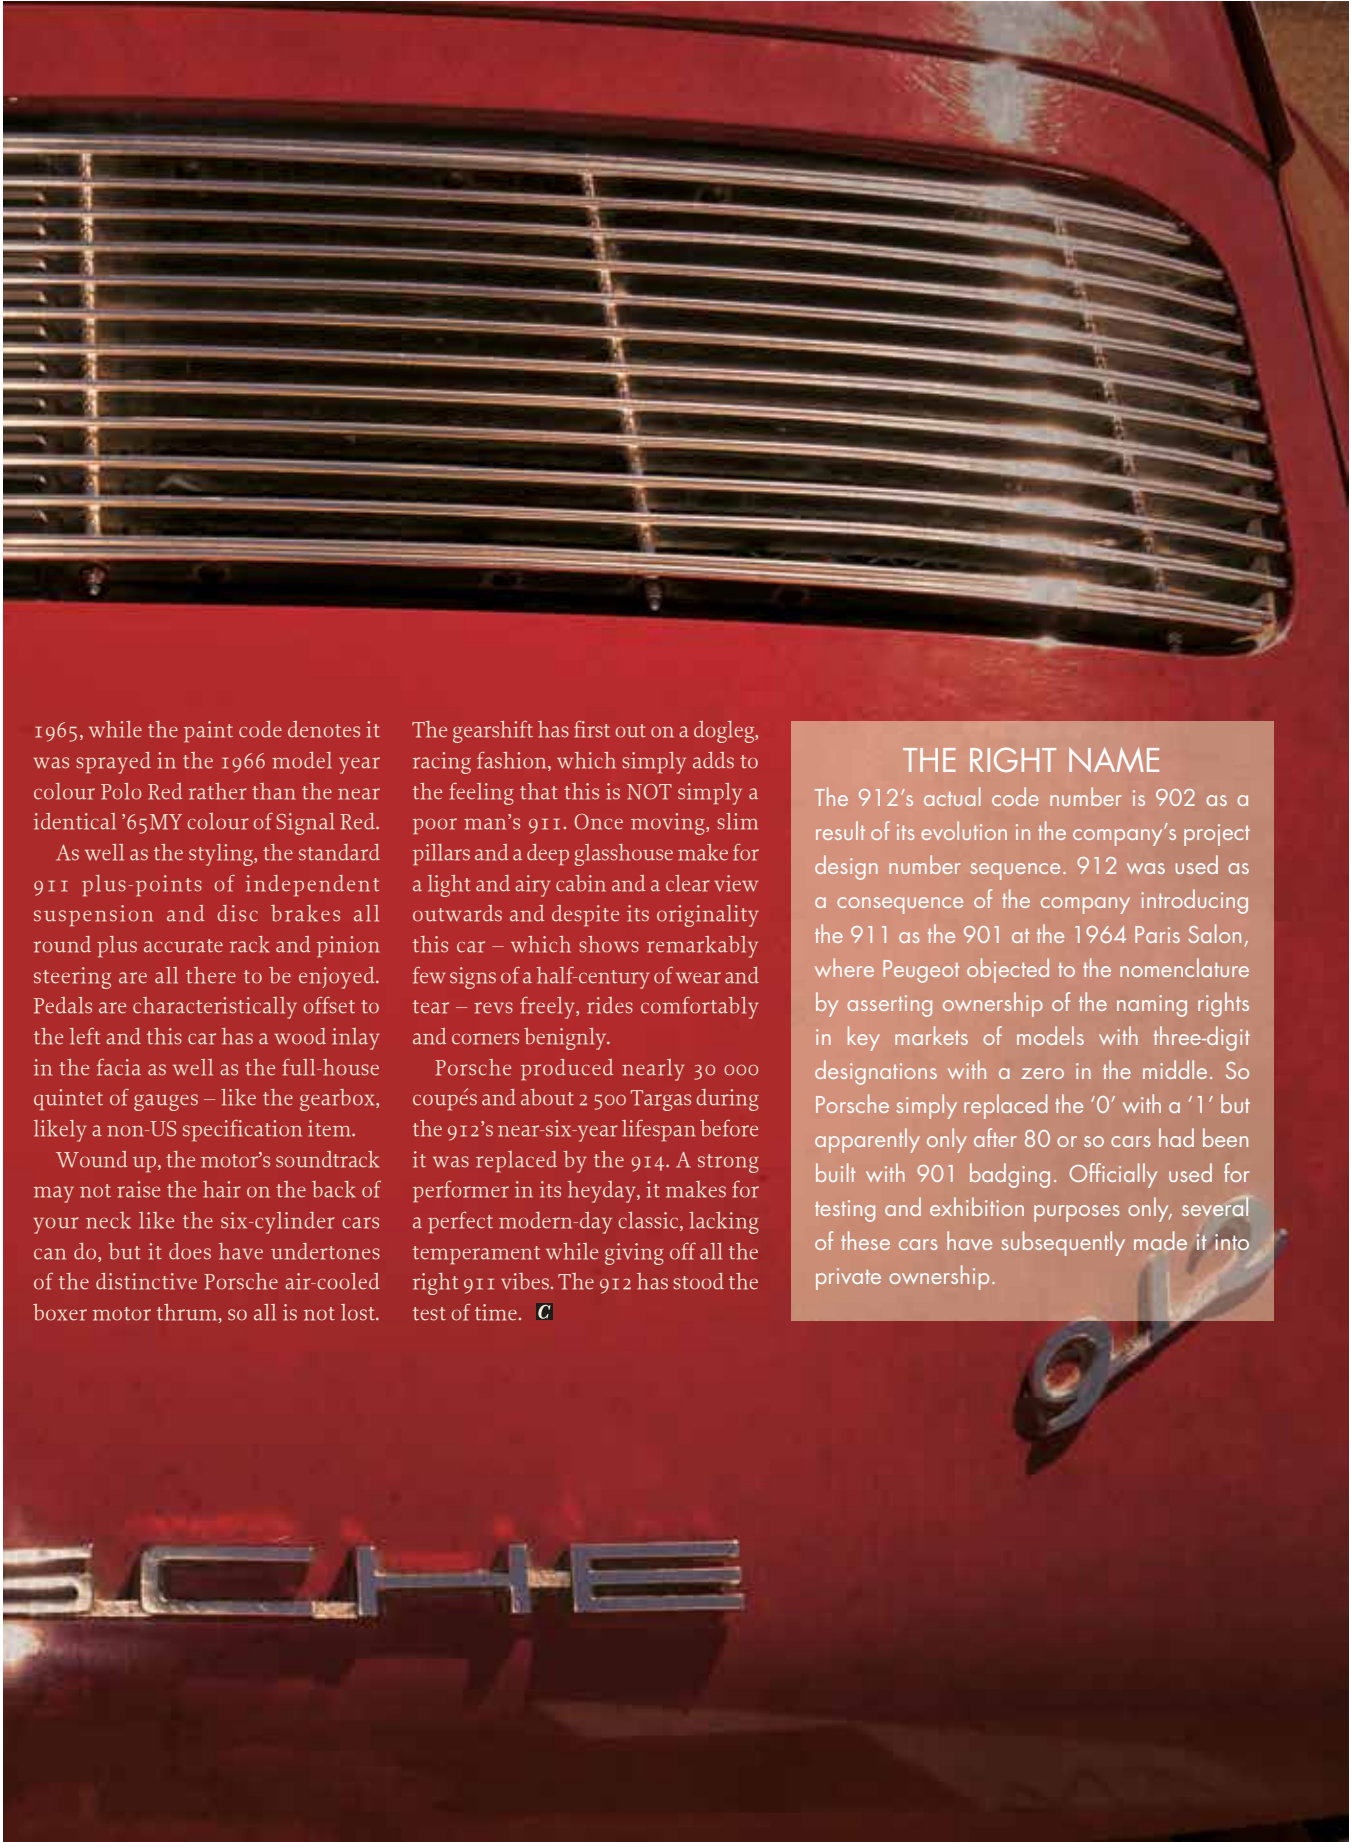 1965, while the paint code denotes it
was sprayed in the 1966 model year
colour Polo Red rather than the near
identical ’65MY colour of Signal Red.
As well as the styling, the standard
911 plus-points of independent
suspension and disc brakes all
round plus accurate rack and pinion
steering are all there to be enjoyed.
Pedals are characteristically offset to
the left and this car has a wood inlay
in the facia as well as the full-house
quintet of gauges – like the gearbox,
likely a non-US specification item.
Wound up, the motor’s soundtrack
may not raise the hair on the back of
your neck like the six-cylinder cars
can do, but it does have undertones
of the distinctive Porsche air-cooled
boxer motor thrum, so all is not lost.
The gearshift has first out on a dogleg,
racing fashion, which simply adds to
the feeling that this is NOT simply a
poor man’s 911. Once moving, slim
pillars and a deep glasshouse make for
a light and airy cabin and a clear view
outwards and despite its originality
this car – which shows remarkably
few signs of a half-century of wear and
tear – revs freely, rides comfortably
and corners benignly.
Porsche produced nearly 30 000
coupés and about 2 500 Targas during
the 912’s near-six-year lifespan before
it was replaced by the 914. A strong
performer in its heyday, it makes for
a perfect modern-day classic, lacking
temperament while giving off all the
right 911 vibes. The 912 has stood the
test of time. C
THE RIGHT NAME
The 912’s actual code number is 902 as a
result of its evolution in the company’s project
design number sequence. 912 was used as
a consequence of the company introducing
the 911 as the 901 at the 1964 Paris Salon,
where Peugeot objected to the nomenclature
by asserting ownership of the naming rights
in key markets of models with three-digit
designations with a zero in the middle. So
Porsche simply replaced the ‘0’ with a ‘1’ but
apparently only after 80 or so cars had been
built with 901 badging. Officially used for
testing and exhibition purposes only, several
of these cars have subsequently made it into
private ownership.
912
SCHE